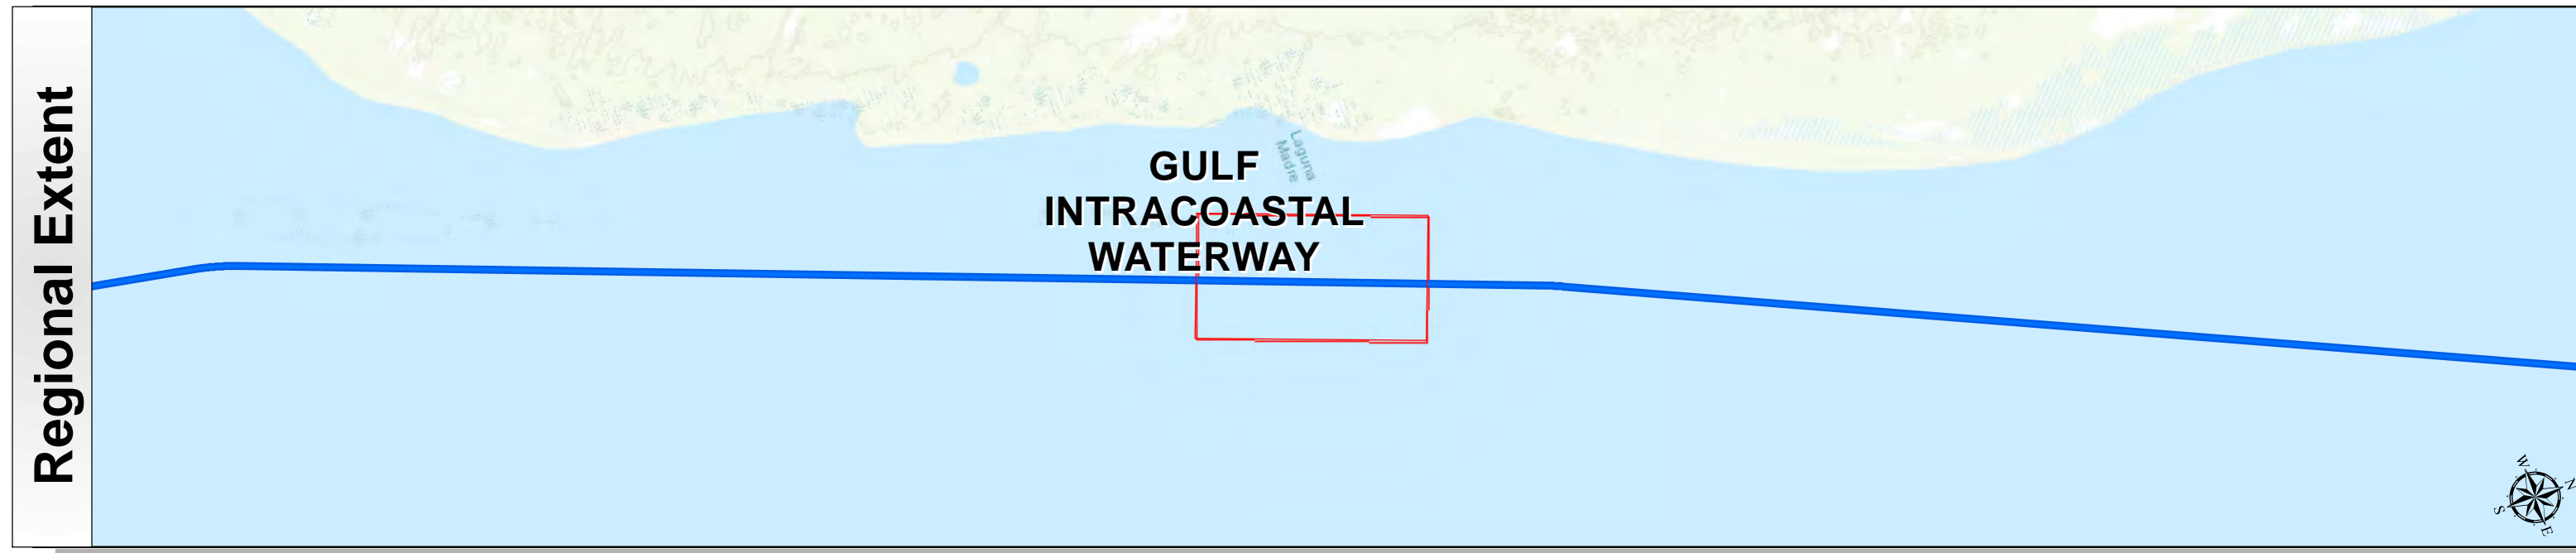 Regional Extent
Laguna
Madre
GULF
INTRACOASTAL
WATERWAY
W
N
S
E